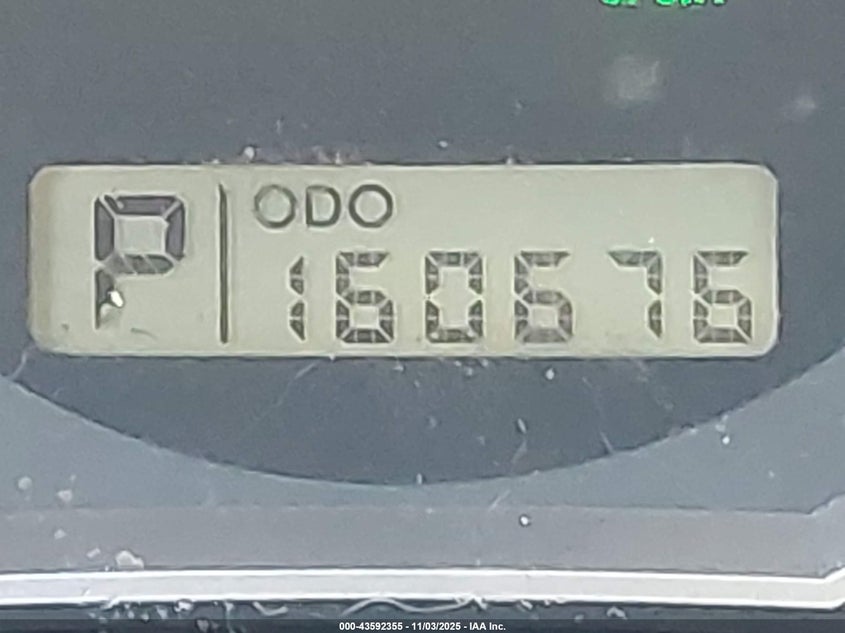 P
ODO
160676
000-43592355 - 11/03/2025 - IAA Inc.